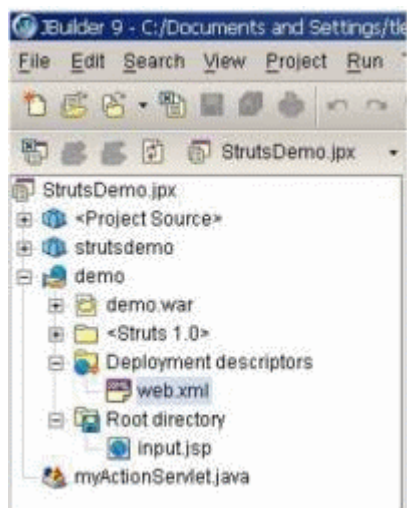 JBuilder 9 - C:/Documents and Settings/tle
File Edit Search View Project Run
StrutsDemo.jpx
StrutsDemo.jpx
<Project Source>
strutsdemo
demo
demo.war
<Struts 1.0>
Deployment descriptors
web.xml
Root directory
input.jsp
myActionServlet.java